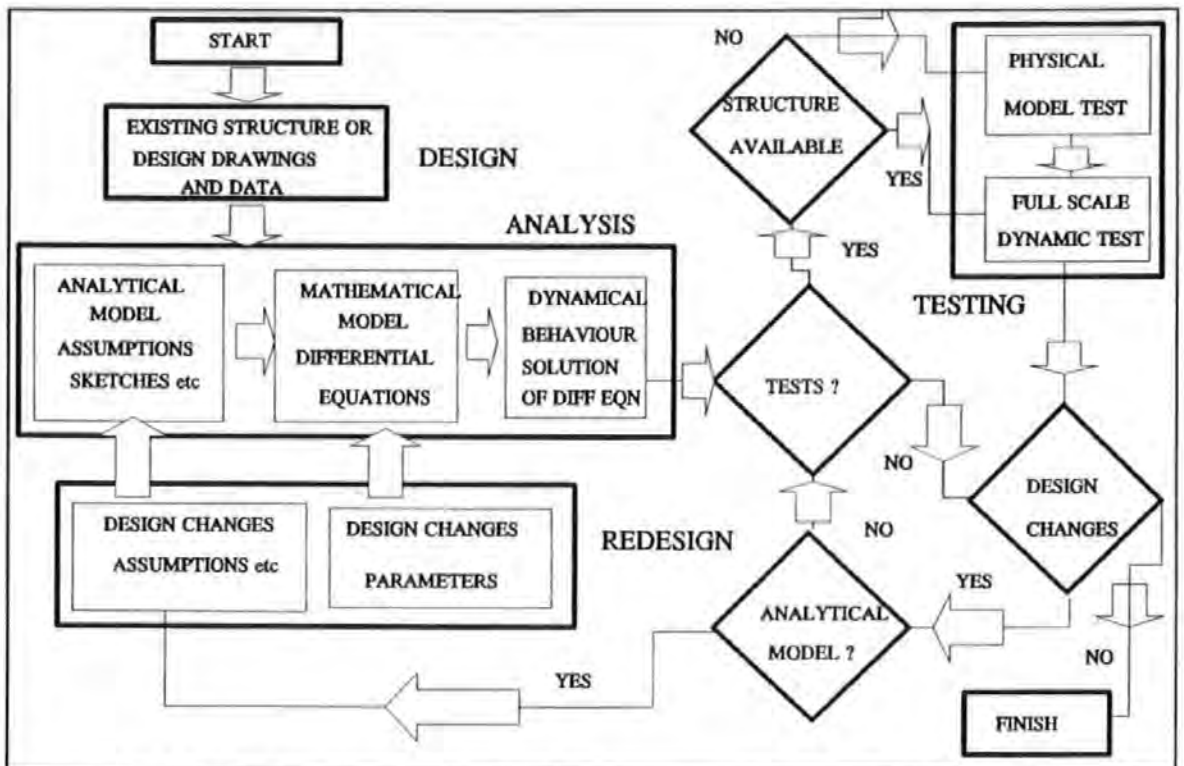 START
EXISTING STRUCTURE OR
DESIGN DRAWINGS
AND DATA
DESIGN
ANALYSIS
ANALYTICAL
MODEL
ASSUMPTIONS
SKETCHES etc
MATHEMATICAL
MODEL
DIFFERENTIAL
EQUATIONS
DYNAMICAL
BEHAVIOUR
SOLUTION
OF DIFF EQN
DESIGN CHANGES
ASSUMPTIONS etc
DESIGN CHANGES
PARAMETERS
REDESIGN
NO
STRUCTURE
AVAILABLE
YES
YES
PHYSICAL
MODEL TEST
FULL SCALE
DYNAMIC TEST
TESTING
TESTS ?
NO
NO
DESIGN
CHANGES
YES
ANALYTICAL
MODEL ?
YES
NO
FINISH